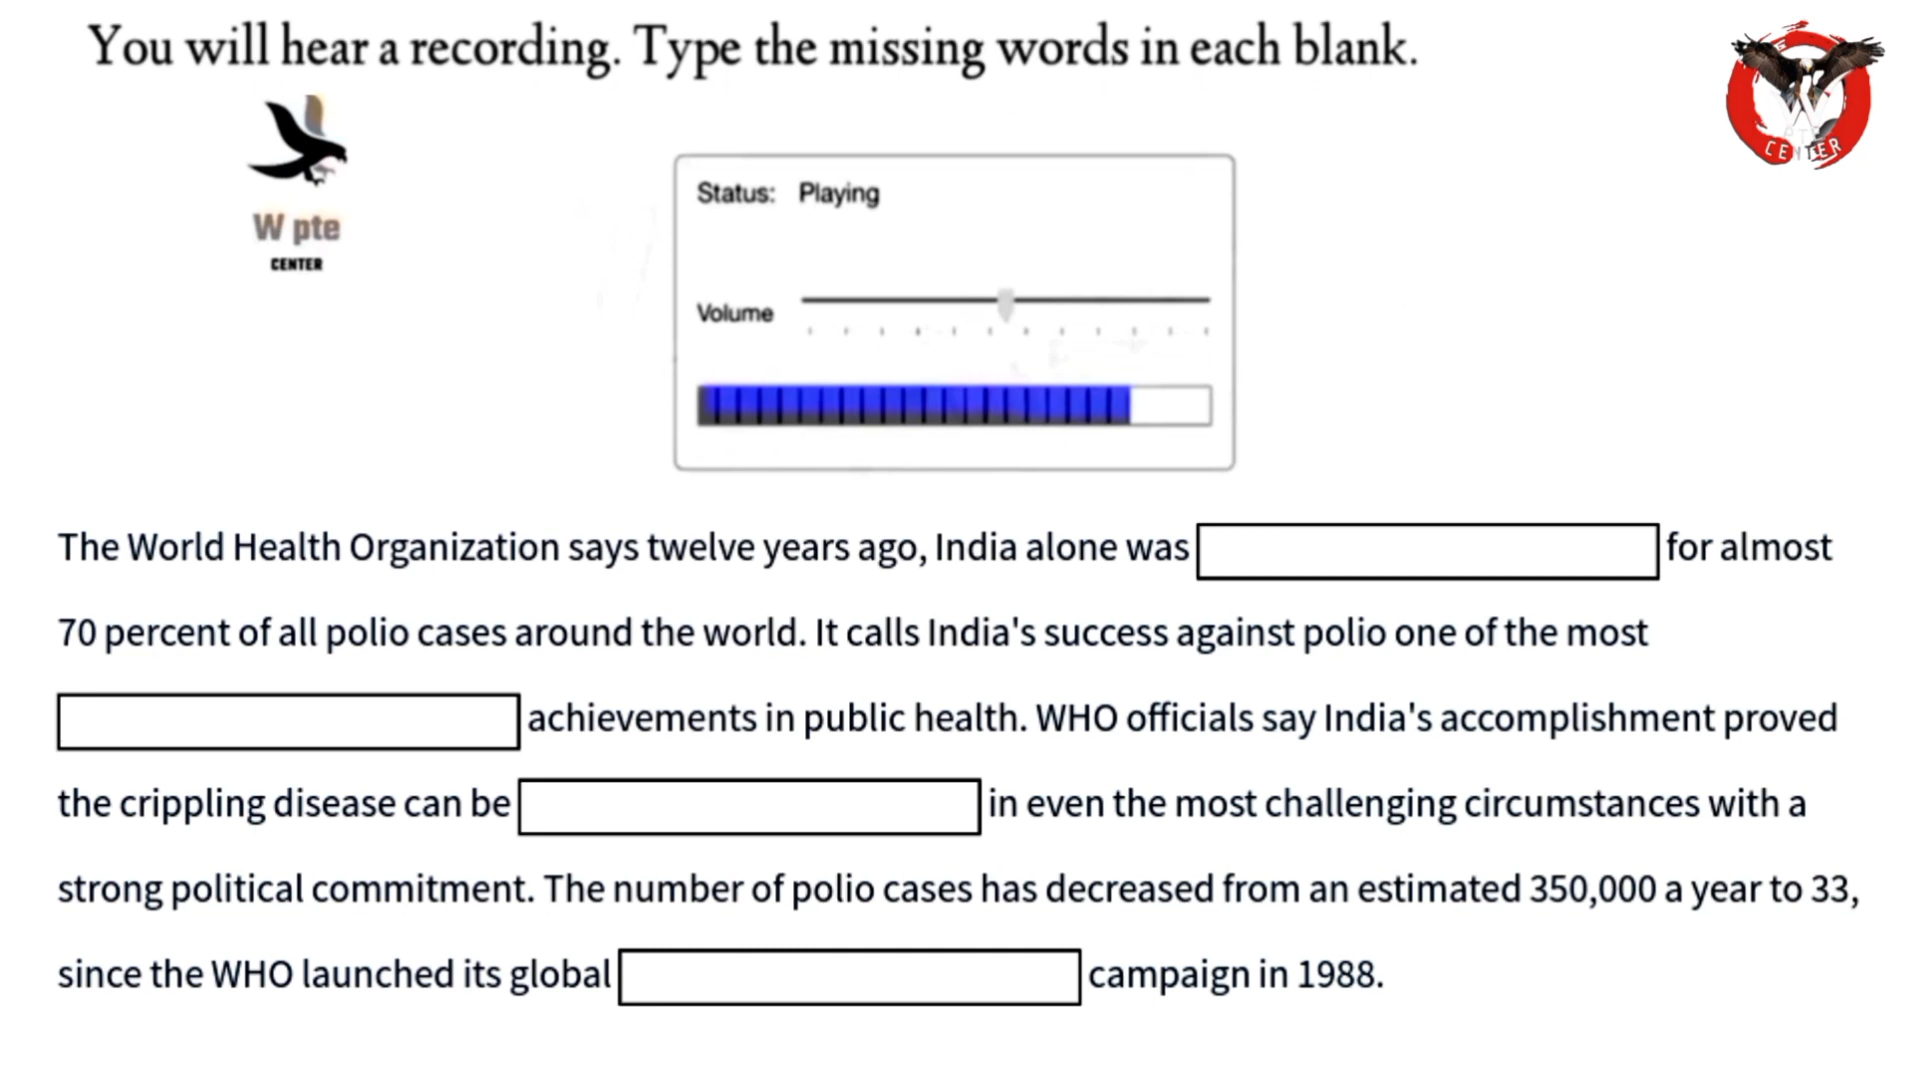 You will hear a recording. Type the missing words in each blank.
W pte
CENTER
CENTER
Status: Playing
Volume
The World Health Organization says twelve years ago, India alone was for almost
70 percent of all polio cases around the world. It calls India's success against polio one of the most
achievements in public health. WHO officials say India's accomplishment proved
the crippling disease can be in even the most challenging circumstances with a
strong political commitment. The number of polio cases has decreased from an estimated 350,000 a year to 33,
since the WHO launched its global campaign in 1988.